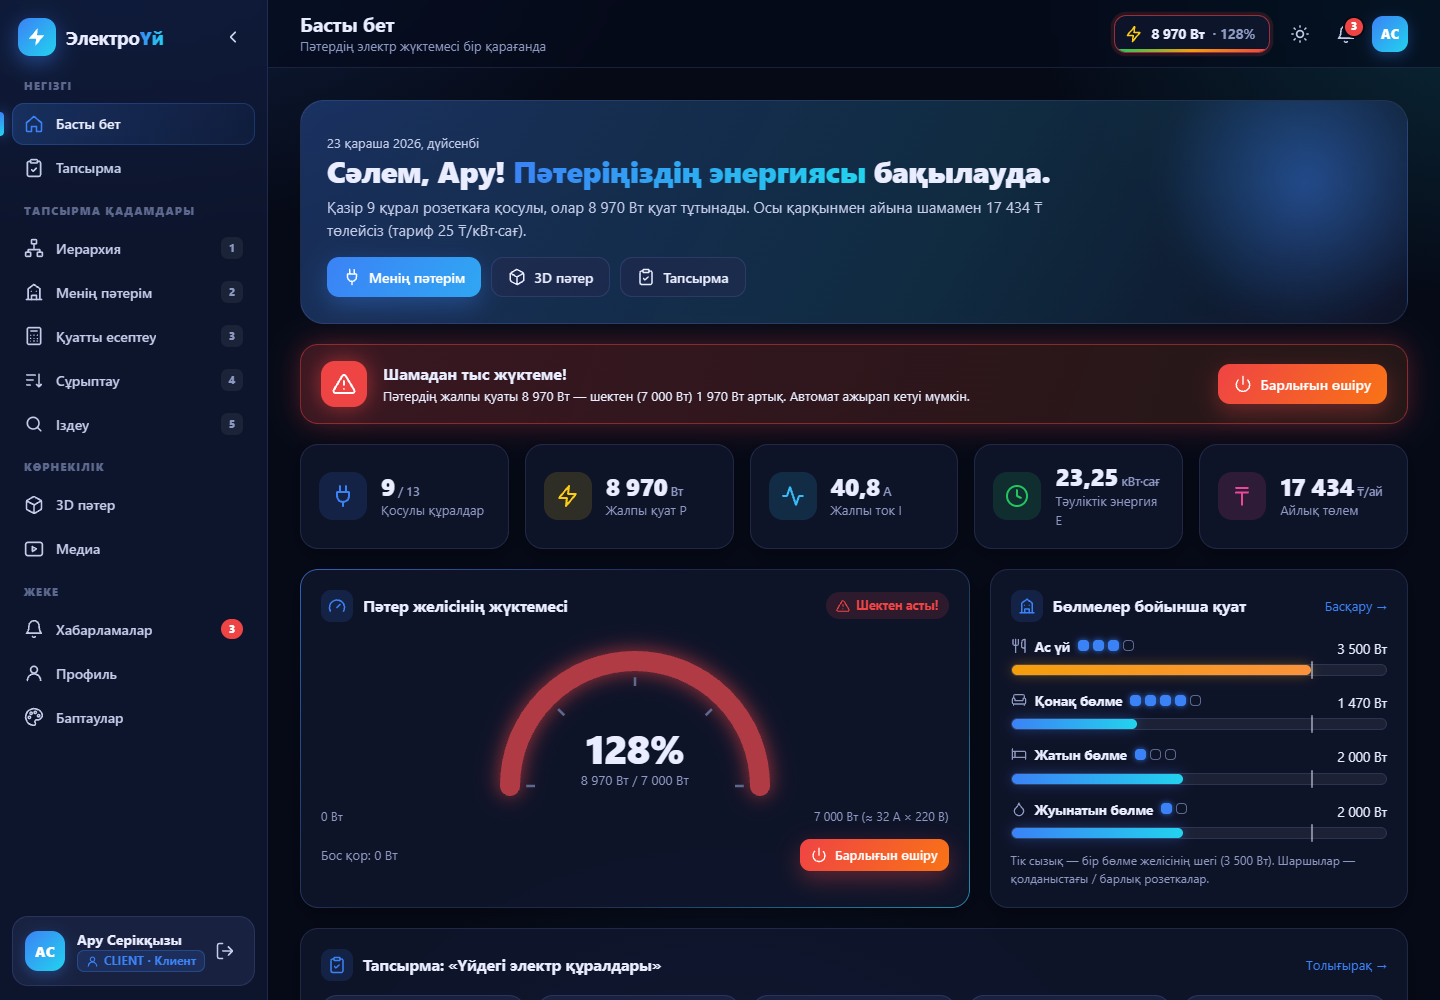 ЭлектроҮй
НЕГІЗГІ
Басты бет
Тапсырма
ТАПСЫРМА ҚАДАМДАРЫ
Иерархия 1
Менің пәтерім 2
Қуатты есептеу 3
Сұрыптау 4
Іздеу 5
КӨРНЕКІЛІК
3D пәтер
Медиа
ЖЕКЕ
Хабарламалар 3
Профиль
Баптаулар
АС
Ару Серікқызы
CLIENT · Клиент
Басты бет
Пәтердің электр жүктемесі бір қарағанда
8 970 Вт · 128%
3
АС
23 қараша 2026, дүйсенбі
Сәлем, Ару! Пәтеріңіздің энергиясы бақылауда.
Қазір 9 құрал розеткаға қосулы, олар 8 970 Вт қуат тұтынады. Осы қарқынмен айына шамамен 17 434 ₸
төлейсіз (тариф 25 ₸/кВт·сағ).
Менің пәтерім
3D пәтер
Тапсырма
Шамадан тыс жүктеме!
Пәтердің жалпы қуаты 8 970 Вт — шектен (7 000 Вт) 1 970 Вт артық. Автомат ажырап кетуі мүмкін.
Барлығын өшіру
9 / 13
Қосулы құралдар
8 970 Вт
Жалпы қуат P
40,8 А
Жалпы ток I
23,25 кВт·сағ
Тәуліктік энергия
E
17 434 ₸/ай
Айлық төлем
Пәтер желісінің жүктемесі
Шектен асты!
128%
8 970 Вт / 7 000 Вт
0 Вт
7 000 Вт (≈ 32 А × 220 В)
Бос қор: 0 Вт
Барлығын өшіру
Бөлмелер бойынша қуат
Басқару →
Ас үй 3 500 Вт
Қонақ бөлме 1 470 Вт
Жатын бөлме 2 000 Вт
Жуынатын бөлме 2 000 Вт
Тік сызық — бір бөлме желісінің шегі (3 500 Вт). Шаршылар —
қолданыстағы / барлық розеткалар.
Тапсырма: «Үйдегі электр құралдары»
Толығырақ →